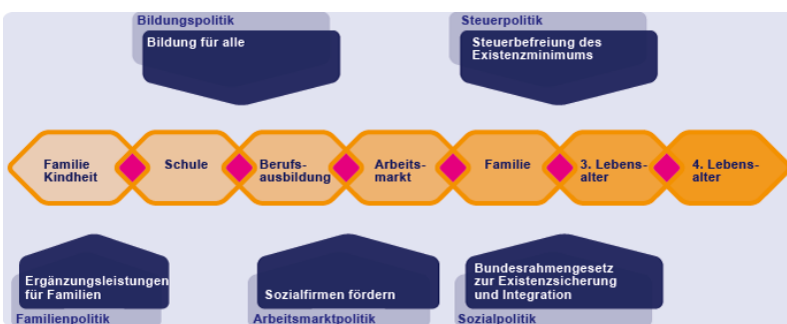 Bildungspolitik
Bildung für alle
Steuerpolitik
Steuerbefreiung des
Existenzminimums
Familie
Kindheit
Schule
Berufs-
ausbildung
Arbeits-
markt
Familie
3. Lebens-
alter
4. Lebens-
alter
Ergänzungsleistungen
für Familien
Familienpolitik
Sozialfirmen fördern
Arbeitsmarktpolitik
Bundesrahmengesetz
zur Existenzsicherung
und Integration
Sozialpolitik